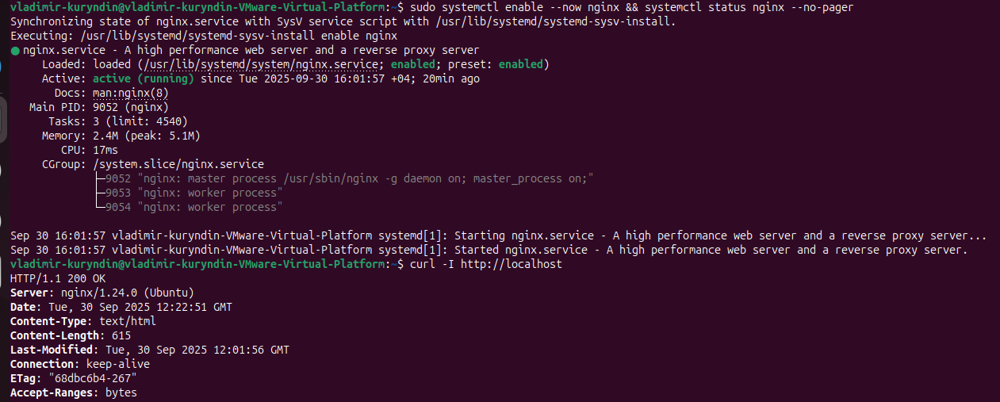 vladimir-kuryndin@vladimir-kuryndin-VMware-Virtual-Platform:~$ sudo systemctl enable --now nginx && systemctl status nginx --no-pager
Synchronizing state of nginx.service with SysV service script with /usr/lib/systemd/systemd-sysv-install.
Executing: /usr/lib/systemd/systemd-sysv-install enable nginx
● nginx.service - A high performance web server and a reverse proxy server
     Loaded: loaded (/usr/lib/systemd/system/nginx.service; enabled; preset: enabled)
     Active: active (running) since Tue 2025-09-30 16:01:57 +04; 20min ago
       Docs: man:nginx(8)
   Main PID: 9052 (nginx)
      Tasks: 3 (limit: 4540)
     Memory: 2.4M (peak: 5.1M)
        CPU: 17ms
     CGroup: /system.slice/nginx.service
             ├─9052 "nginx: master process /usr/sbin/nginx -g daemon on; master_process on;"
             ├─9053 "nginx: worker process"
             └─9054 "nginx: worker process"

Sep 30 16:01:57 vladimir-kuryndin-VMware-Virtual-Platform systemd[1]: Starting nginx.service - A high performance web server and a reverse proxy server...
Sep 30 16:01:57 vladimir-kuryndin-VMware-Virtual-Platform systemd[1]: Started nginx.service - A high performance web server and a reverse proxy server.
vladimir-kuryndin@vladimir-kuryndin-VMware-Virtual-Platform:~$ curl -I http://localhost
HTTP/1.1 200 OK
Server: nginx/1.24.0 (Ubuntu)
Date: Tue, 30 Sep 2025 12:22:51 GMT
Content-Type: text/html
Content-Length: 615
Last-Modified: Tue, 30 Sep 2025 12:01:56 GMT
Connection: keep-alive
ETag: "68dbc6b4-267"
Accept-Ranges: bytes